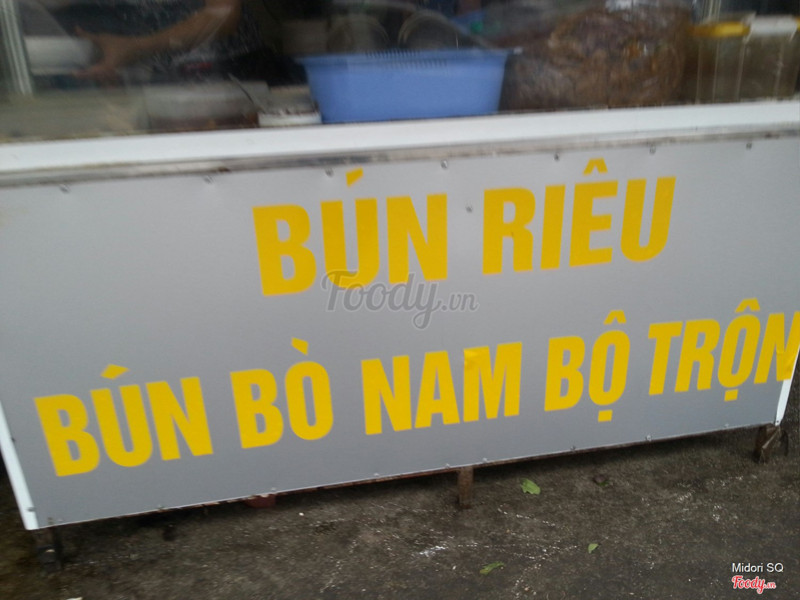 BÚN RIÊU
Foody.vn
BÚN BÒ NAM BỘ TRỘN
Midori SQ
Foody.vn